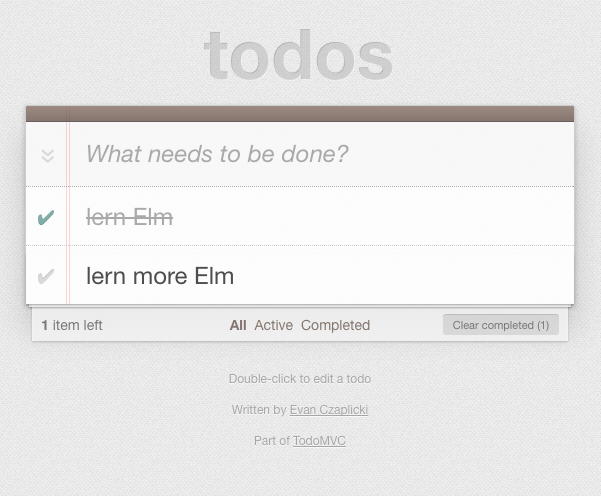 todos
What needs to be done?
lern Elm
lern more Elm
1 item left All Active Completed Clear completed (1)
Double-click to edit a todo
Written by Evan Czaplicki
Part of TodoMVC